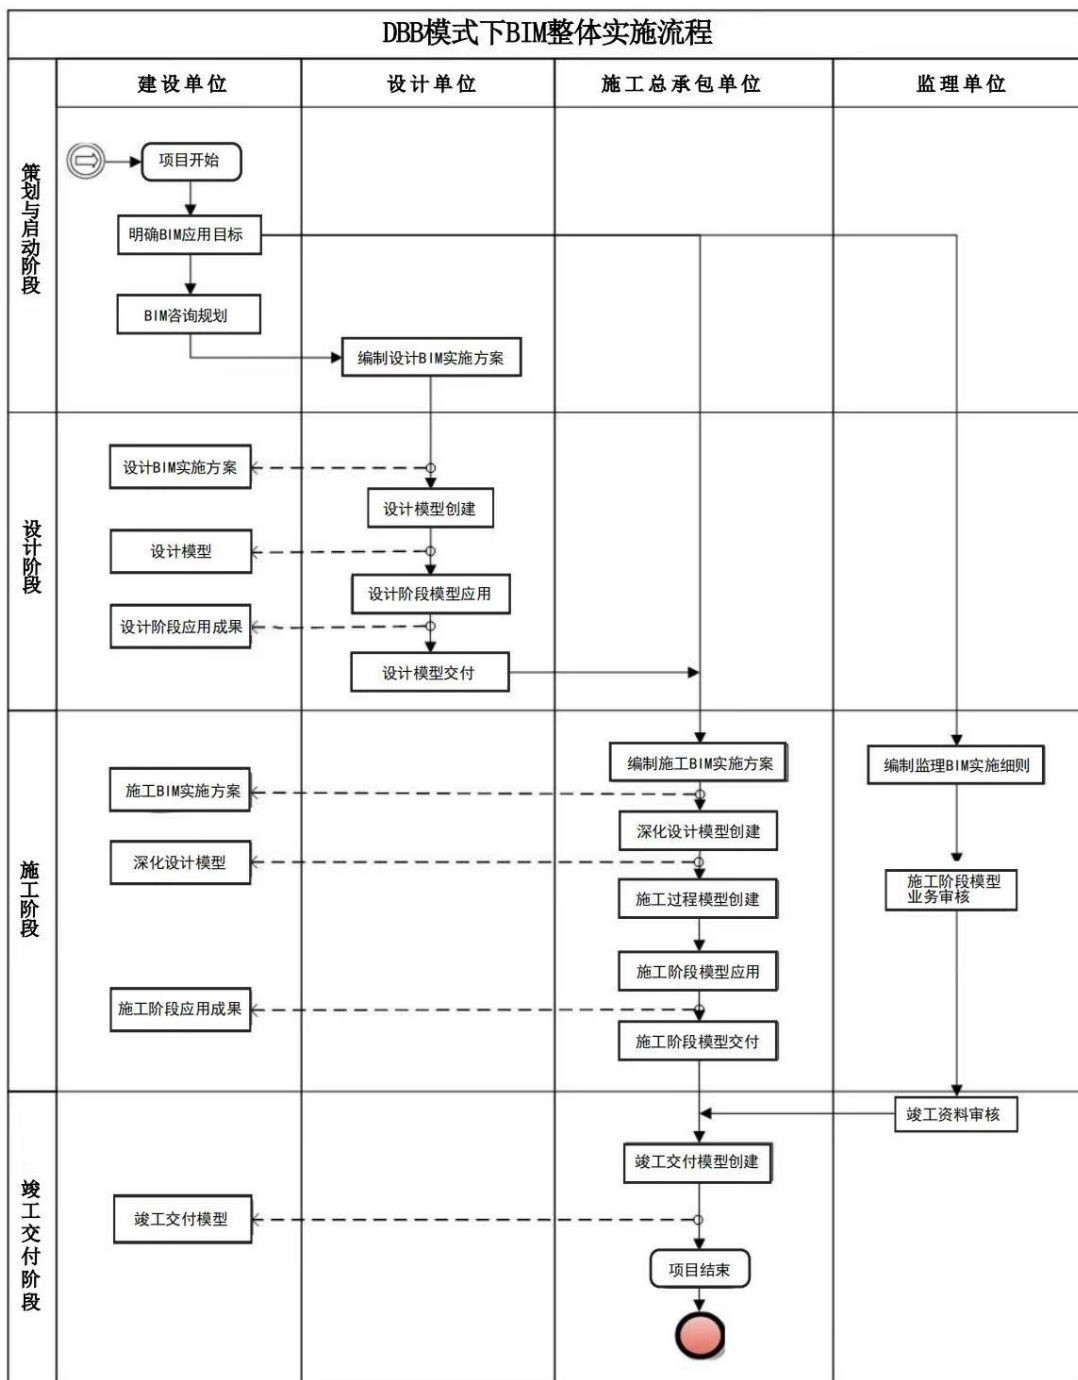 DBB模式下BIM整体实施流程
建设单位
设计单位
施工总承包单位
监理单位
策划与启动阶段
项目开始
明确BIM应用目标
BIM咨询规划
编制设计BIM实施方案
设计阶段
设计BIM实施方案
设计模型创建
设计模型
设计阶段模型应用
设计阶段应用成果
设计模型交付
施工阶段
编制施工BIM实施方案
编制监理BIM实施细则
施工BIM实施方案
深化设计模型创建
深化设计模型
施工过程模型创建
施工阶段模型
业务审核
施工阶段模型应用
施工阶段应用成果
施工阶段模型交付
竣工交付阶段
竣工资料审核
竣工交付模型创建
竣工交付模型
项目结束